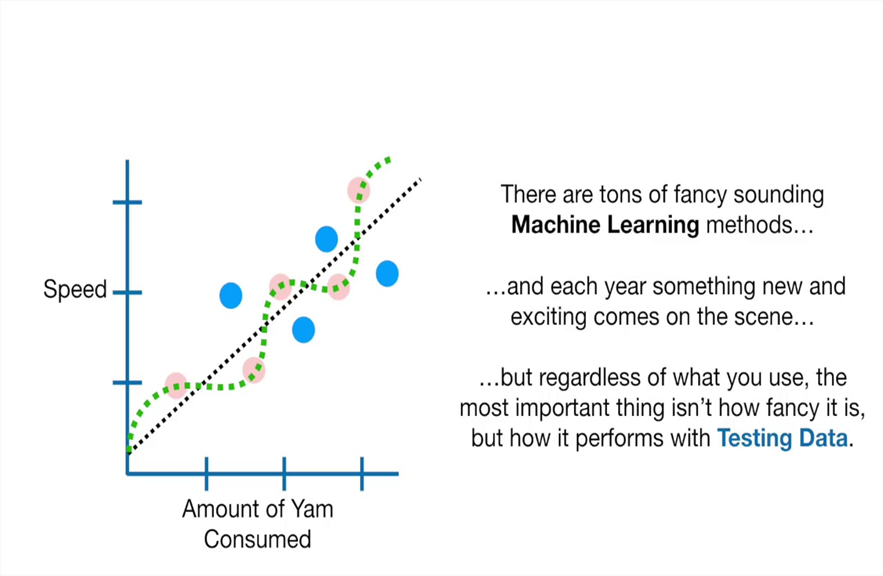 There are tons of fancy sounding
Machine Learning methods…
…and each year something new and
exciting comes on the scene…
…but regardless of what you use, the
most important thing isn’t how fancy it is,
but how it performs with Testing Data.
Speed
Amount of Yam
Consumed